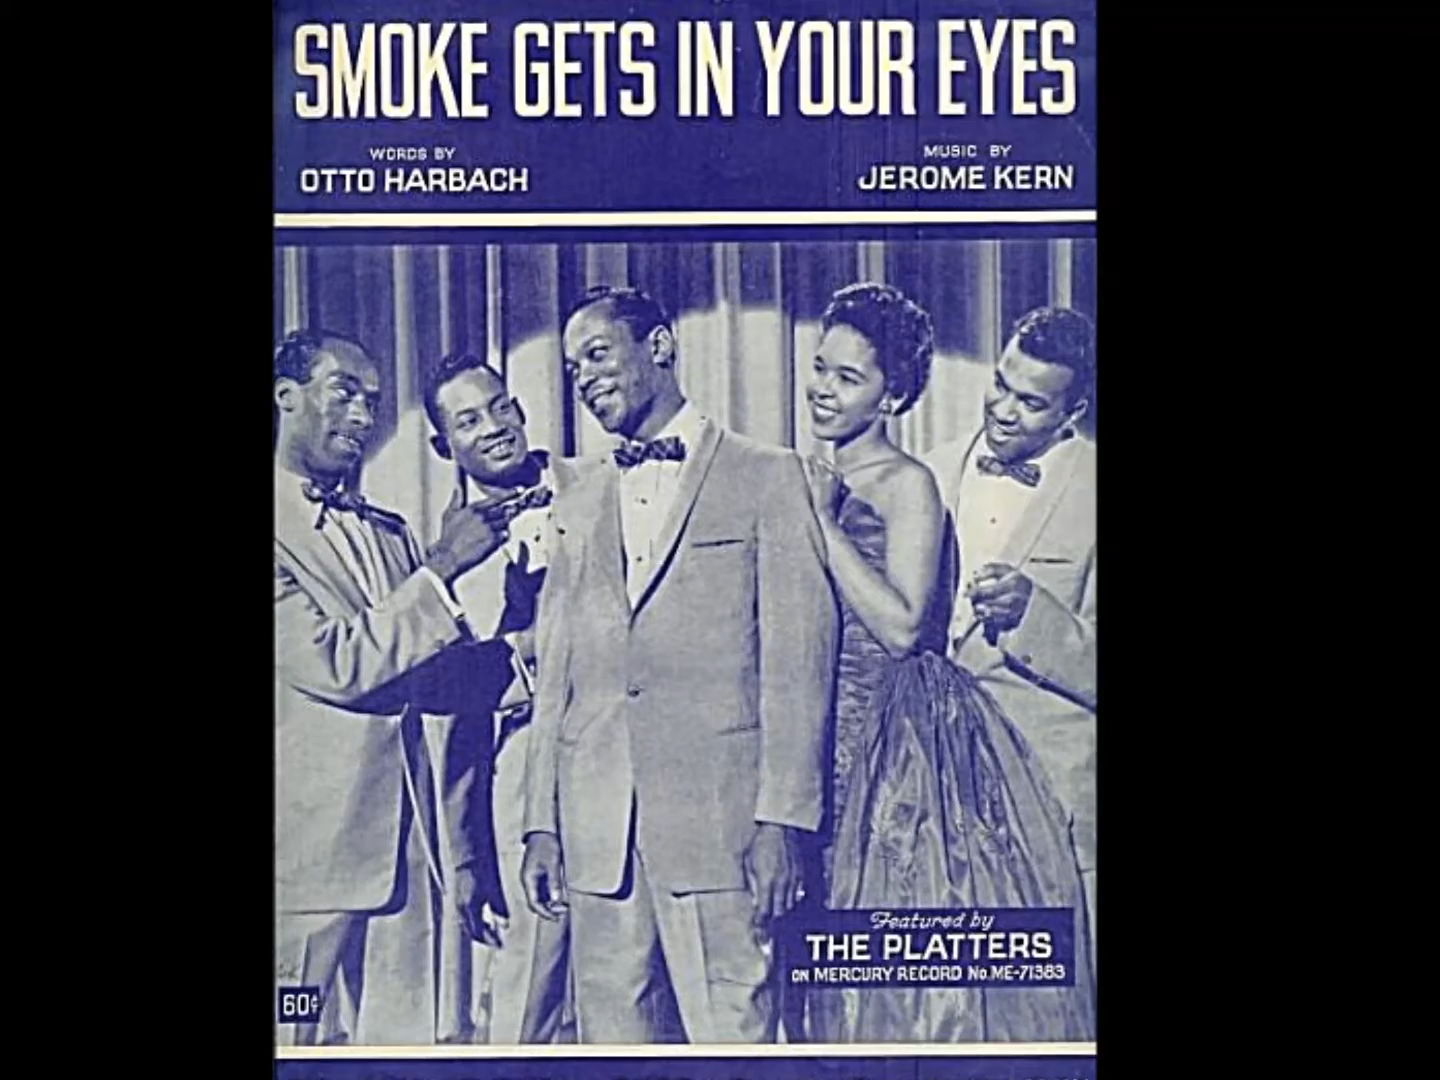 SMOKE GETS IN YOUR EYES
WORDS BY
OTTO HARBACH
MUSIC BY
JEROME KERN
Featured by
THE PLATTERS
ON MERCURY RECORD No. ME-71383
60¢